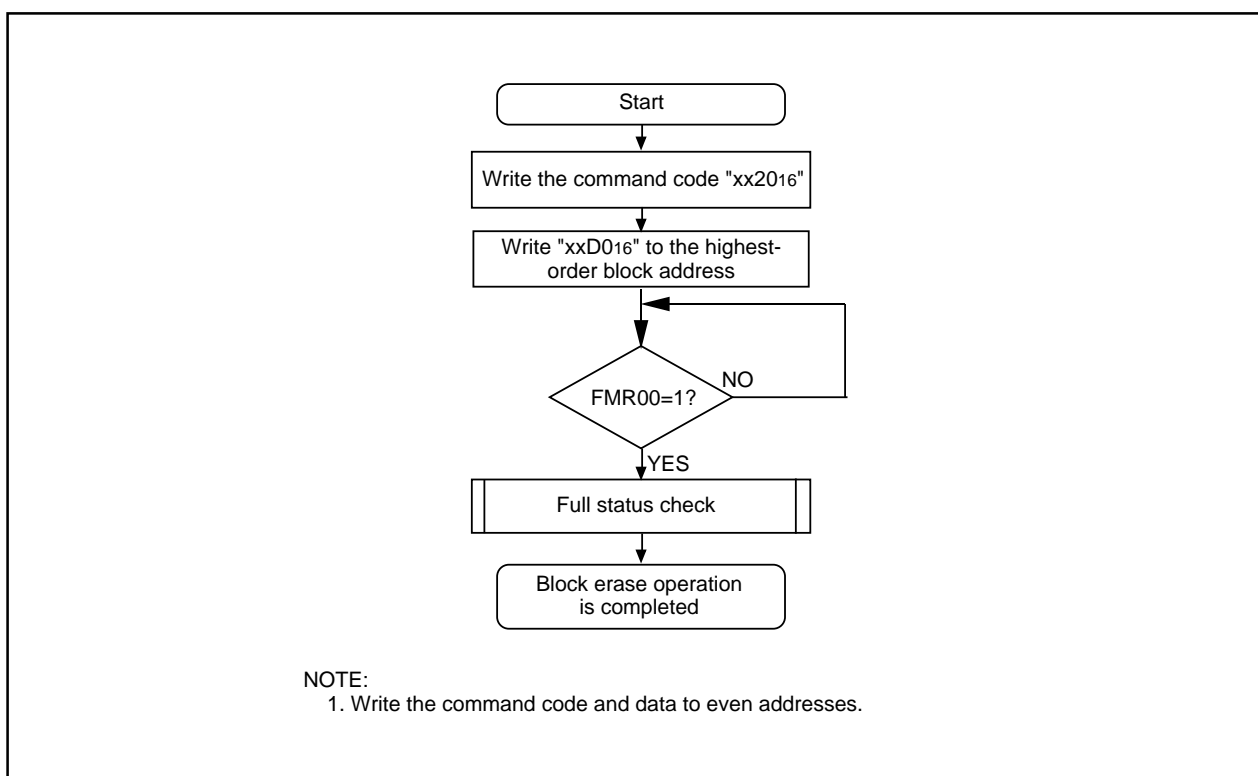 Start
Write the command code "xx2016"
Write "xxD016" to the highest-
order block address
NO
FMR00=1?
YES
Full status check
Block erase operation
is completed
NOTE:
1. Write the command code and data to even addresses.